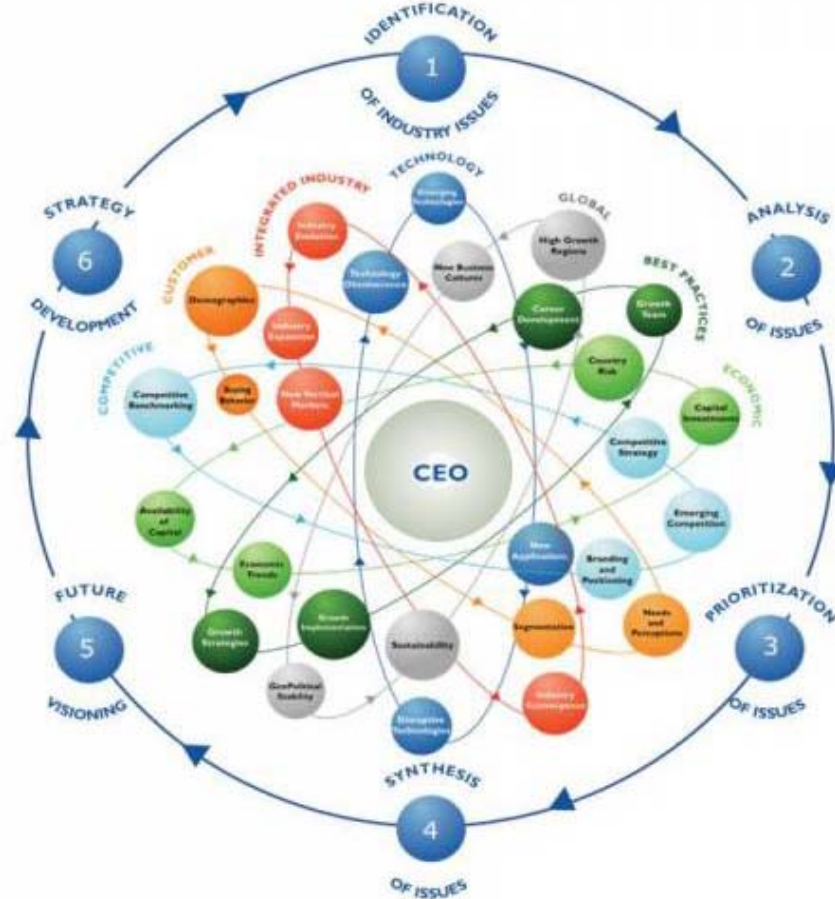 IDENTIFICATION
1
OF INDUSTRY ISSUES
ANALYSIS
2
OF ISSUES
PRIORITIZATION
3
OF ISSUES
SYNTHESIS
4
OF ISSUES
FUTURE
5
VISIONING
STRATEGY
6
DEVELOPMENT
TECHNOLOGY
Emerging
Technologies
Technology
Obsolescence
New
Applications
Disruptive
Technologies
GLOBAL
High Growth
Regions
New Business
Cultures
Sustainability
GeoPolitical
Stability
BEST PRACTICES
Growth
Team
Career
Development
Growth
Implementation
Growth
Strategies
ECONOMIC
Capital
Investments
Country
Risk
Availability
of
Capital
Economic
Trends
COMPETITIVE
Competitive
Benchmarking
Competitive
Strategy
Emerging
Competition
Branding
and
Positioning
CUSTOMER
Demographics
Buying
Behavior
Segmentation
Needs
and
Perceptions
INTEGRATED INDUSTRY
Industry
Evolution
Industry
Expansion
New Vertical
Markets
Industry
Convergence
CEO